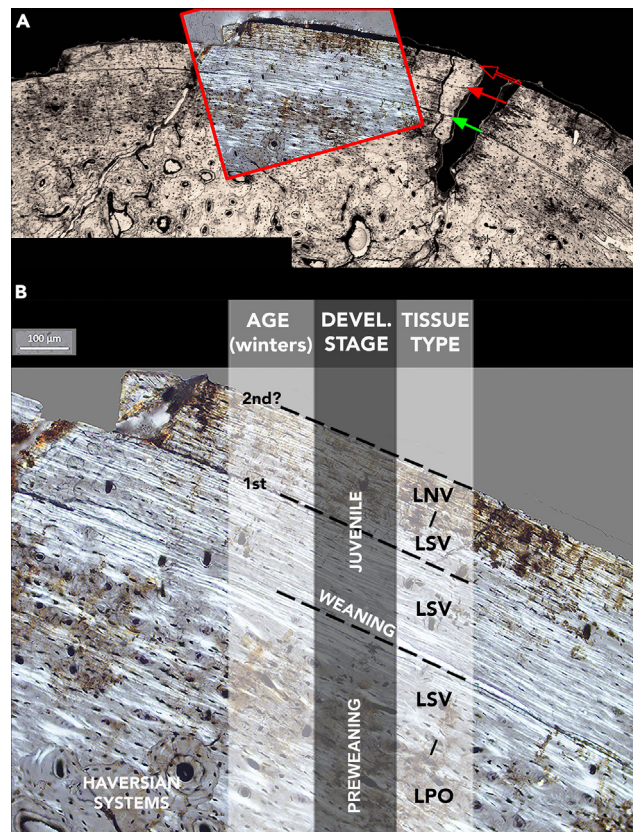 A
B
100 µm
AGE
(winters)
DEVEL.
STAGE
TISSUE
TYPE
2nd?
1st
JUVENILE
WEANING
PREWEANING
LNV
/
LSV
LSV
LSV
/
LPO
HAVERSIAN
SYSTEMS